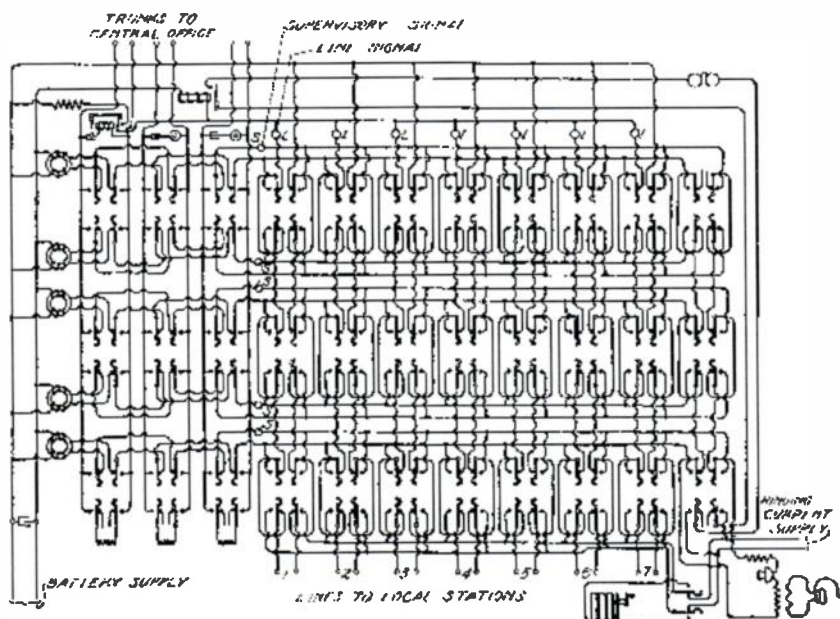 TRUNKS TO
CENTRAL OFFICE
SUPERVISORY SIGNAL
LINE SIGNAL
S
L
L
S
S
1
2
3
4
5
6
7
RINGING
CURRENT
SUPPLY
BATTERY SUPPLY
LINES TO LOCAL STATIONS